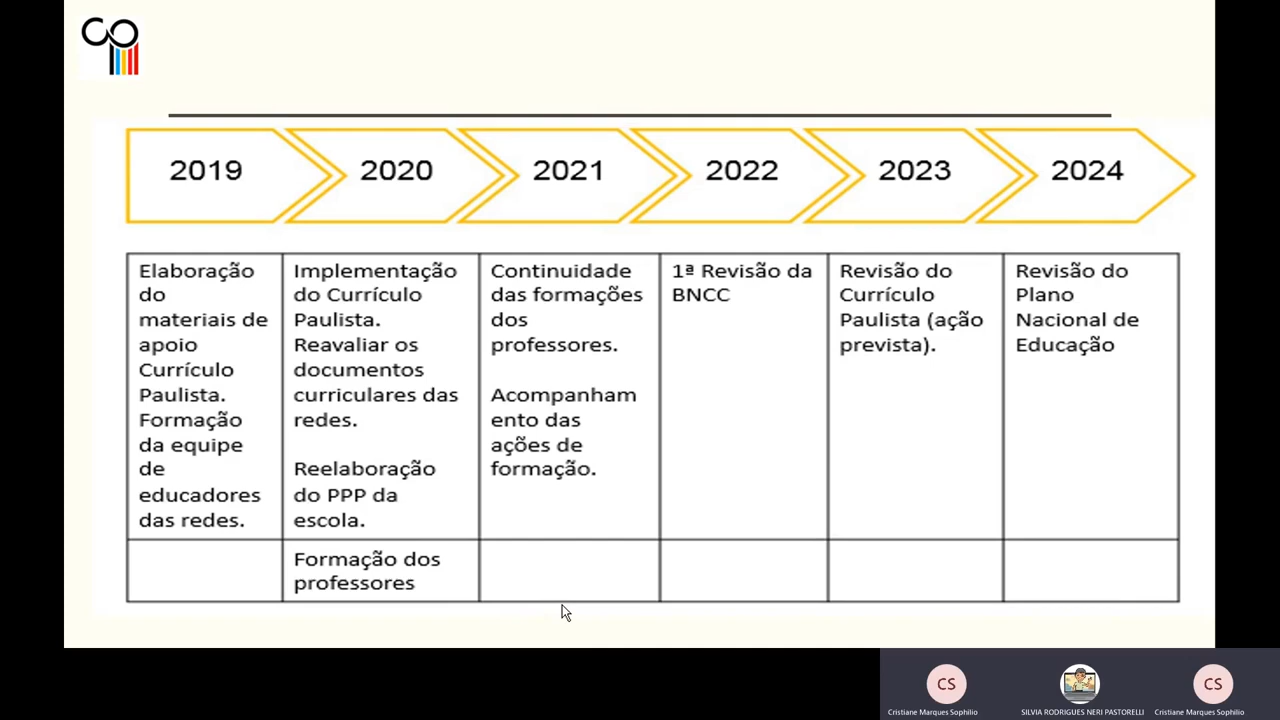 2019
2020
2021
2022
2023
2024
Elaboração
do
materiais de
apoio
Currículo
Paulista.
Formação
da equipe
de
educadores
das redes.
Implementação
do Currículo
Paulista.
Reavaliar os
documentos
curriculares das
redes.
Reelaboração
do PPP da
escola.
Continuidade
das formações
dos
professores.
Acompanham
ento das
ações de
formação.
1ª Revisão da
BNCC
Revisão do
Currículo
Paulista (ação
prevista).
Revisão do
Plano
Nacional de
Educação
Formação dos
professores
CS
CS
Cristiane Marques Sophilio
SILVIA RODRIGUES NERI PASTORELLI
Cristiane Marques Sophilio